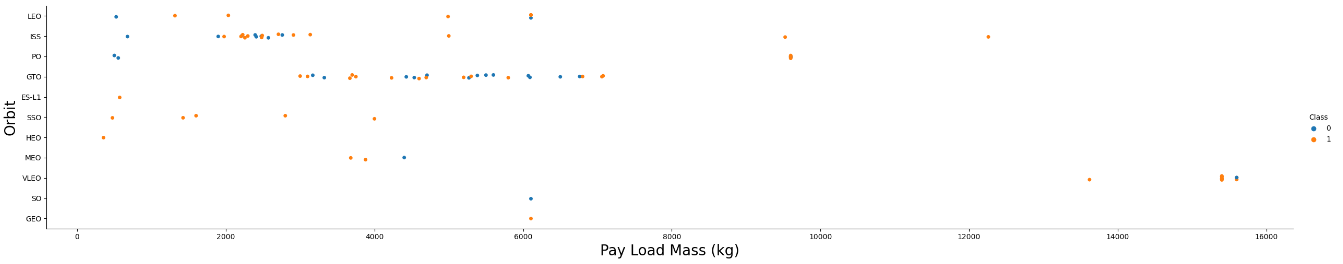 Orbit
LEO
ISS
PO
GTO
ES-L1
SSO
HEO
MEO
VLEO
SO
GEO
0 2000 4000 6000 8000 10000 12000 14000 16000
Pay Load Mass (kg)
Class
0
1